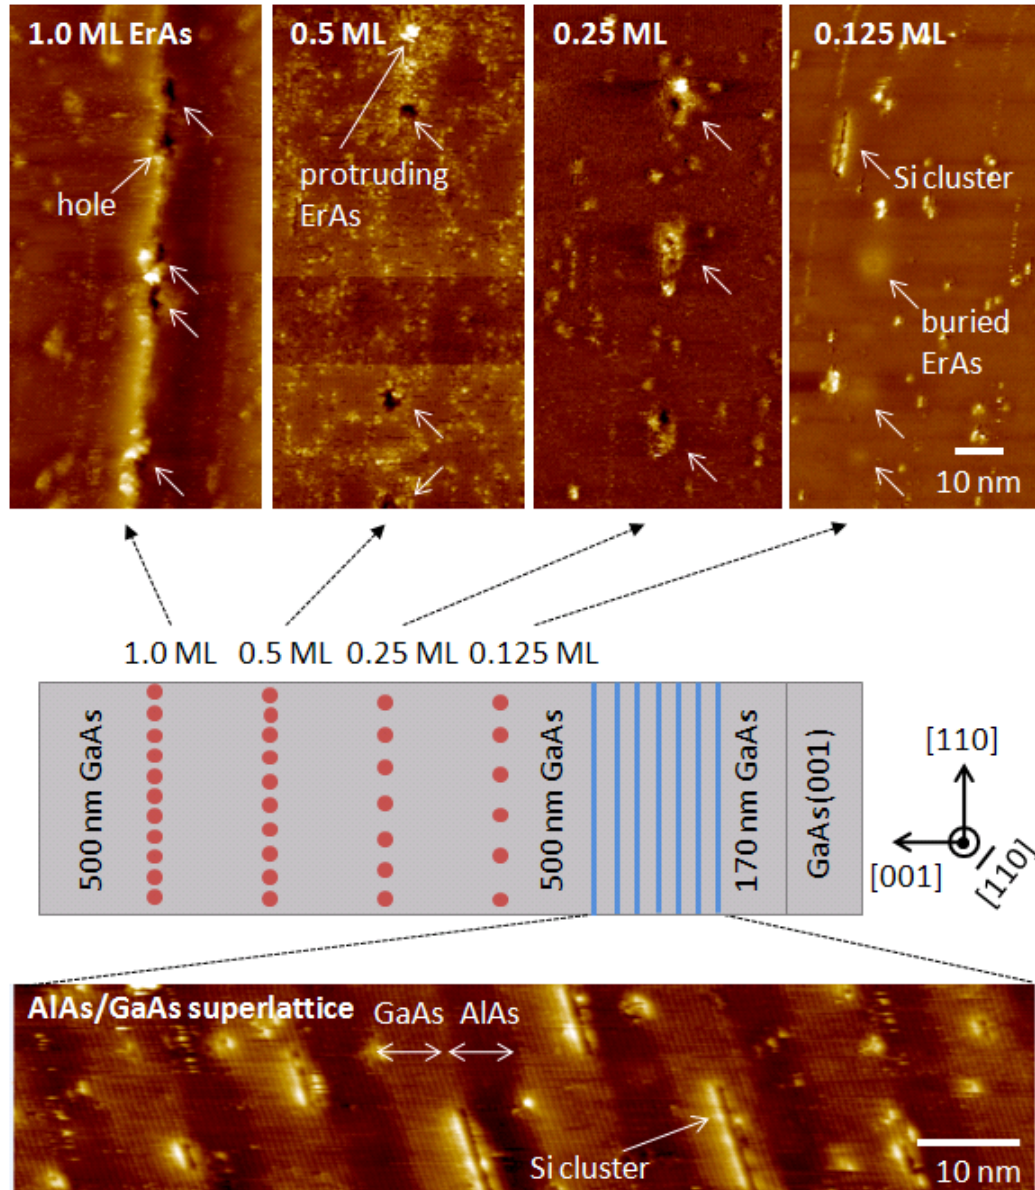 1.0 ML ErAs
0.5 ML
0.25 ML
0.125 ML
hole
protruding
ErAs
Si cluster
buried
ErAs
10 nm
1.0 ML
0.5 ML
0.25 ML
0.125 ML
500 nm GaAs
500 nm GaAs
170 nm GaAs
GaAs(001)
[110]
[001]
[1̅10]
AlAs/GaAs superlattice
GaAs
AlAs
Si cluster
10 nm